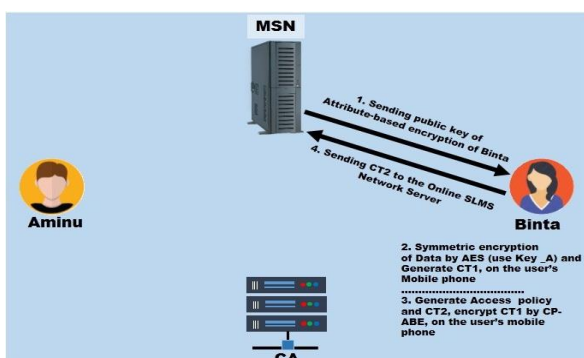 MSN
1. Sending public key of
Attribute-based encryption of Binta
4. Sending CT2 to the Online SLMS
Network Server
Aminu
Binta
2. Symmetric encryption
of Data by AES (use Key _A) and
Generate CT1, on the user's
Mobile phone
..............................
3. Generate Access policy
and CT2, encrypt CT1 by CP-
ABE, on the user's mobile
phone
CA